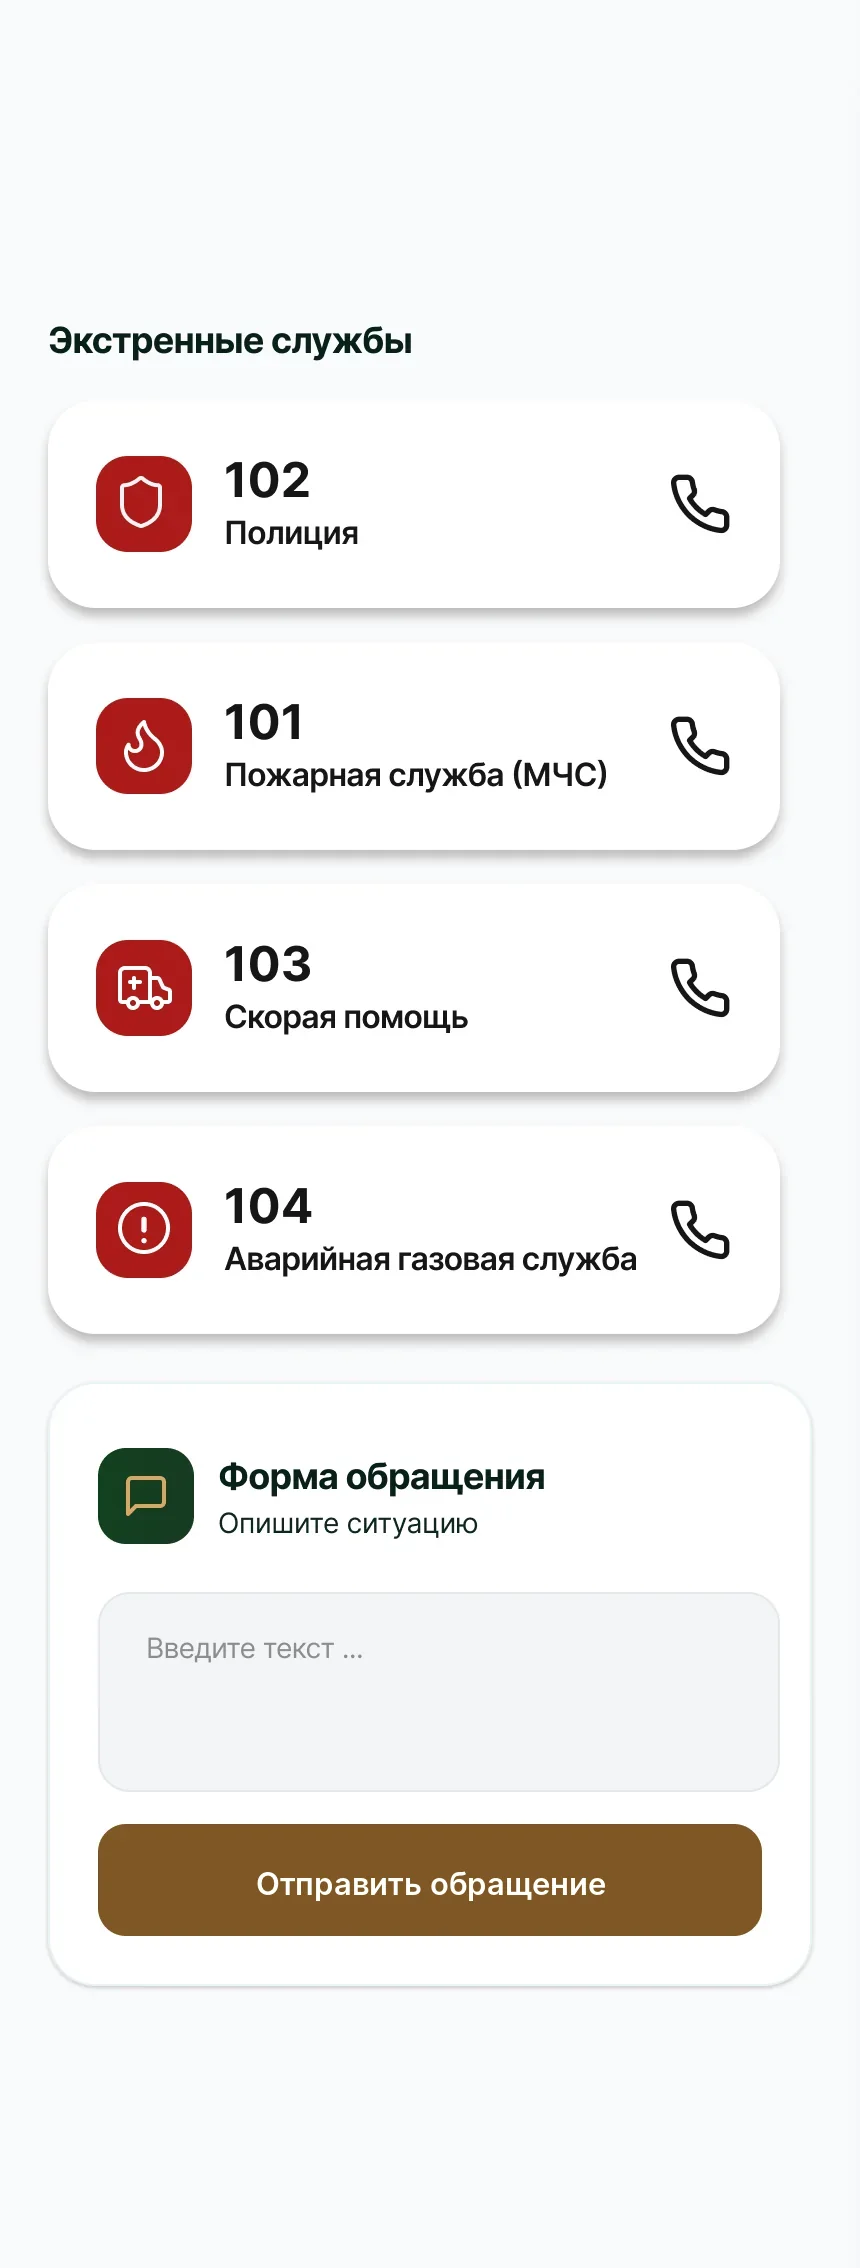 Экстренные службы
102
Полиция
101
Пожарная служба (МЧС)
103
Скорая помощь
104
Аварийная газовая служба
Форма обращения
Опишите ситуацию
Введите текст ...
Отправить обращение